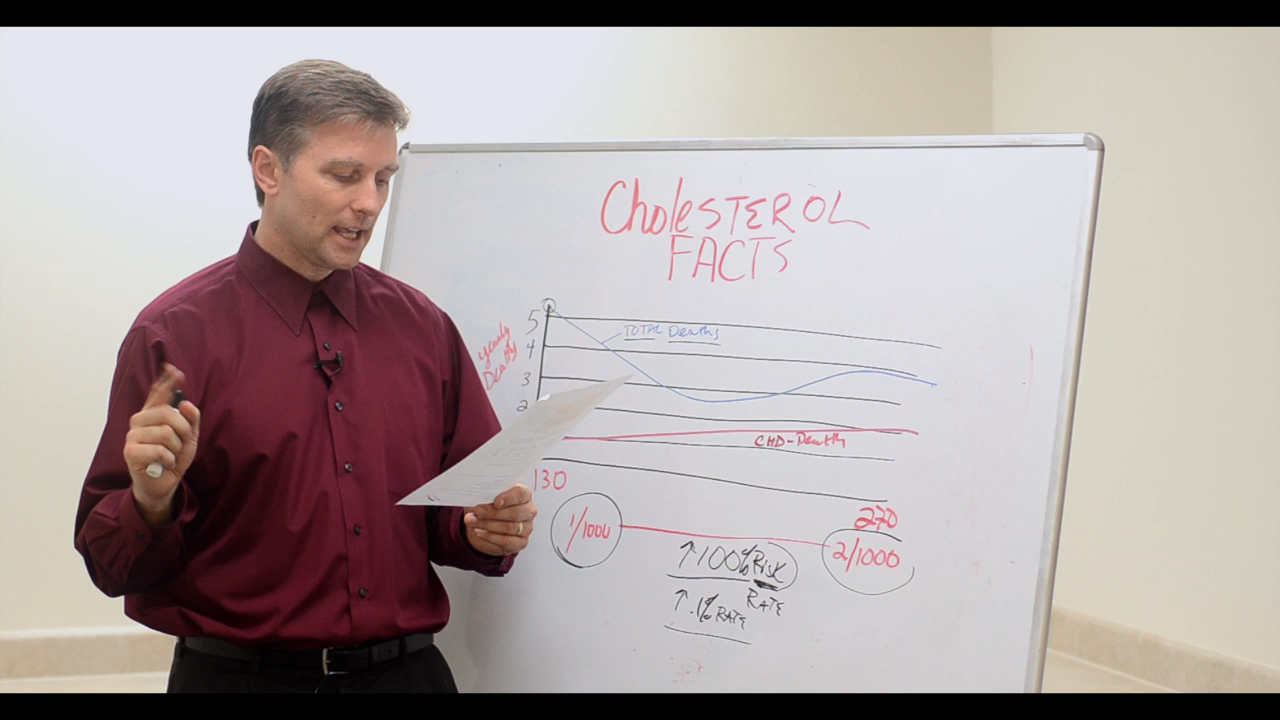 CholeSTEROL
FACTS
5
TOTAL Deaths
yearly
Deaths
4
3
2
CHD-Deaths
130
270
1/1000
2/1000
↑100% RISK
RATE
↑.1% RATE